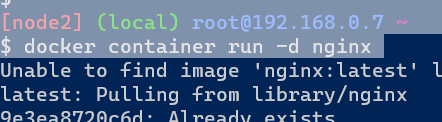 $
[node2] (local) root@192.168.0.7 ~
$ docker container run -d nginx
Unable to find image 'nginx:latest' l
latest: Pulling from library/nginx
9e3ea8720c6d: Already exists